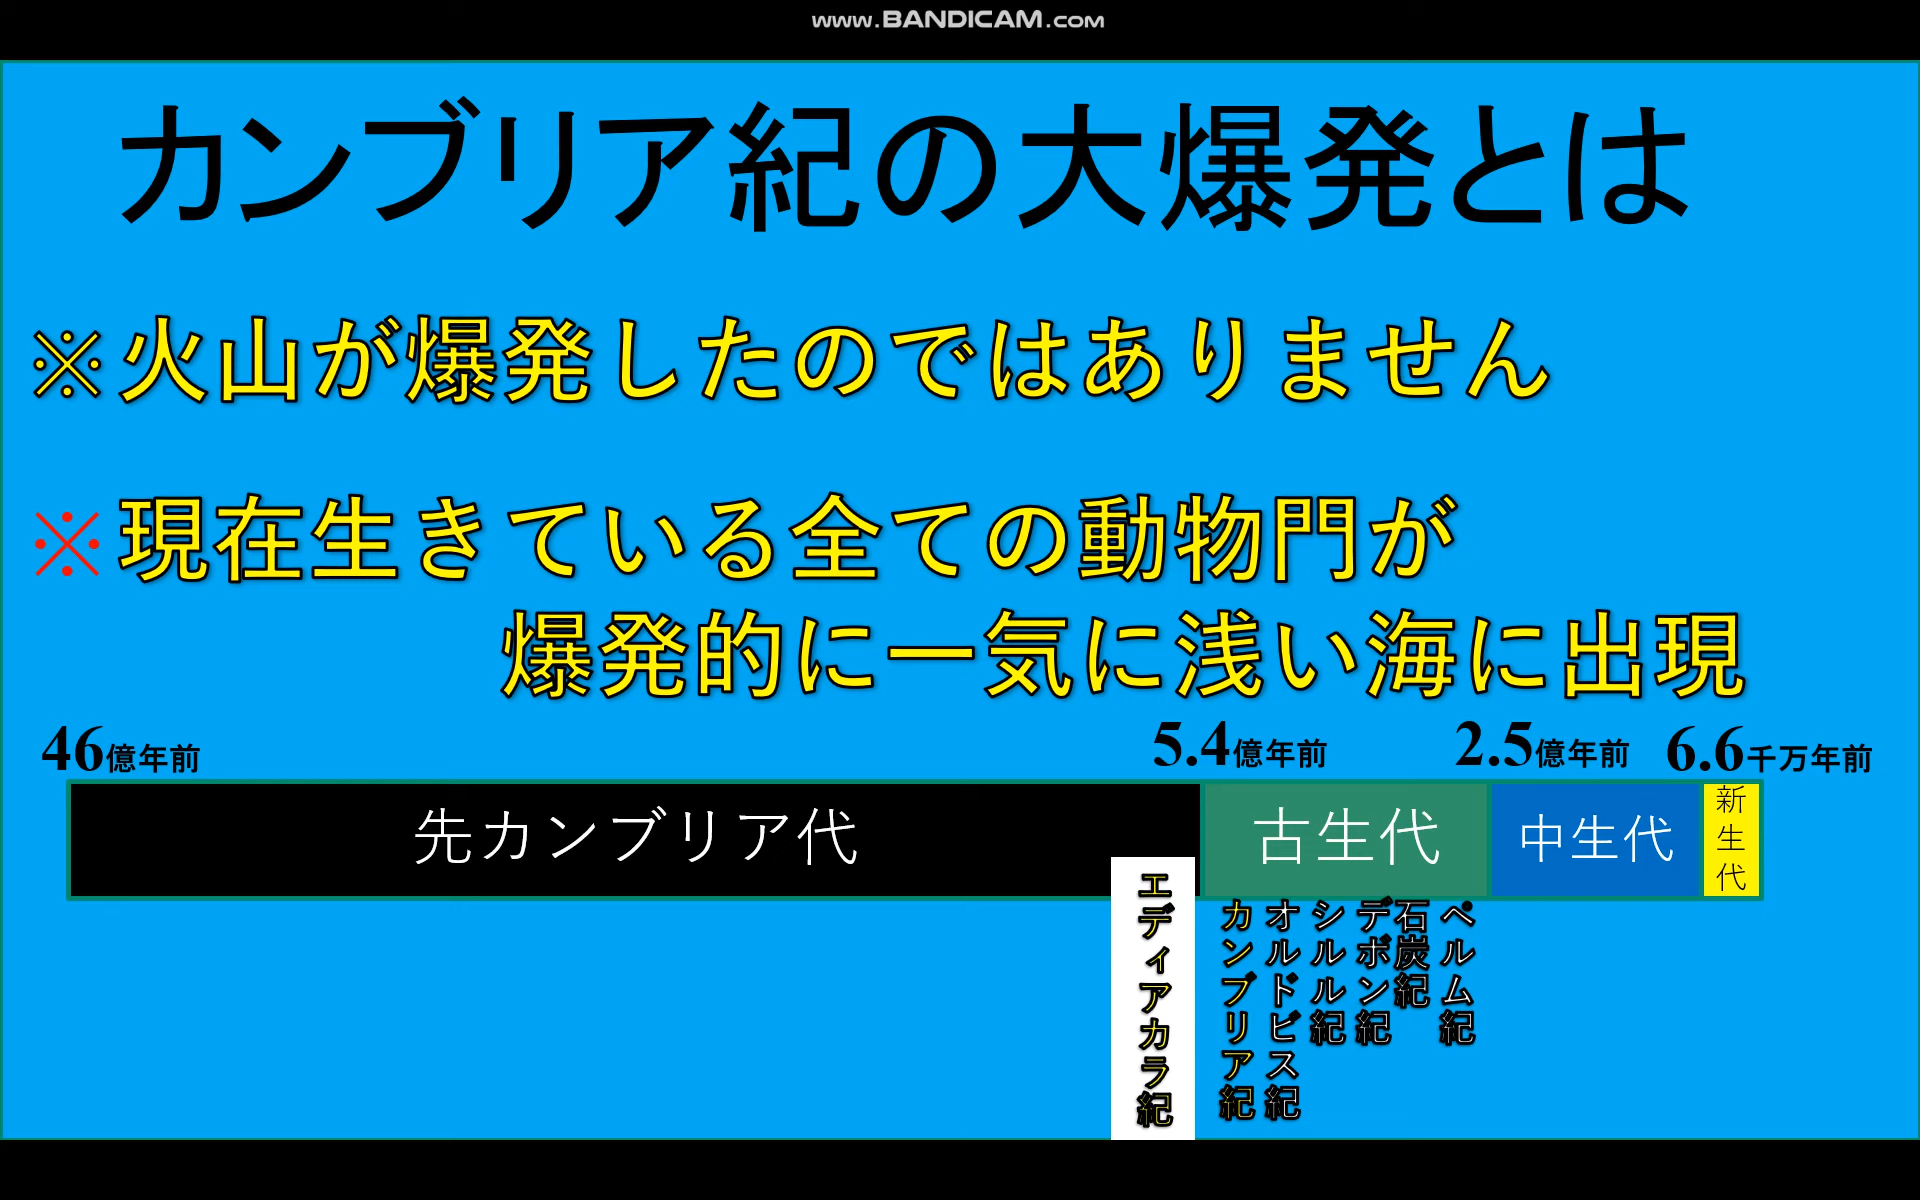 www.BANDICAM.com
カンブリア紀の大爆発とは
※火山が爆発したのではありません
※現在生きている全ての動物門が
爆発的に一気に浅い海に出現
46億年前
5.4億年前
2.5億年前
6.6千万年前
先カンブリア代
古生代
中生代
新生代
エディアカラ紀
カンブリア紀
オルドビス紀
シルル紀
デボン紀
石炭紀
ペルム紀